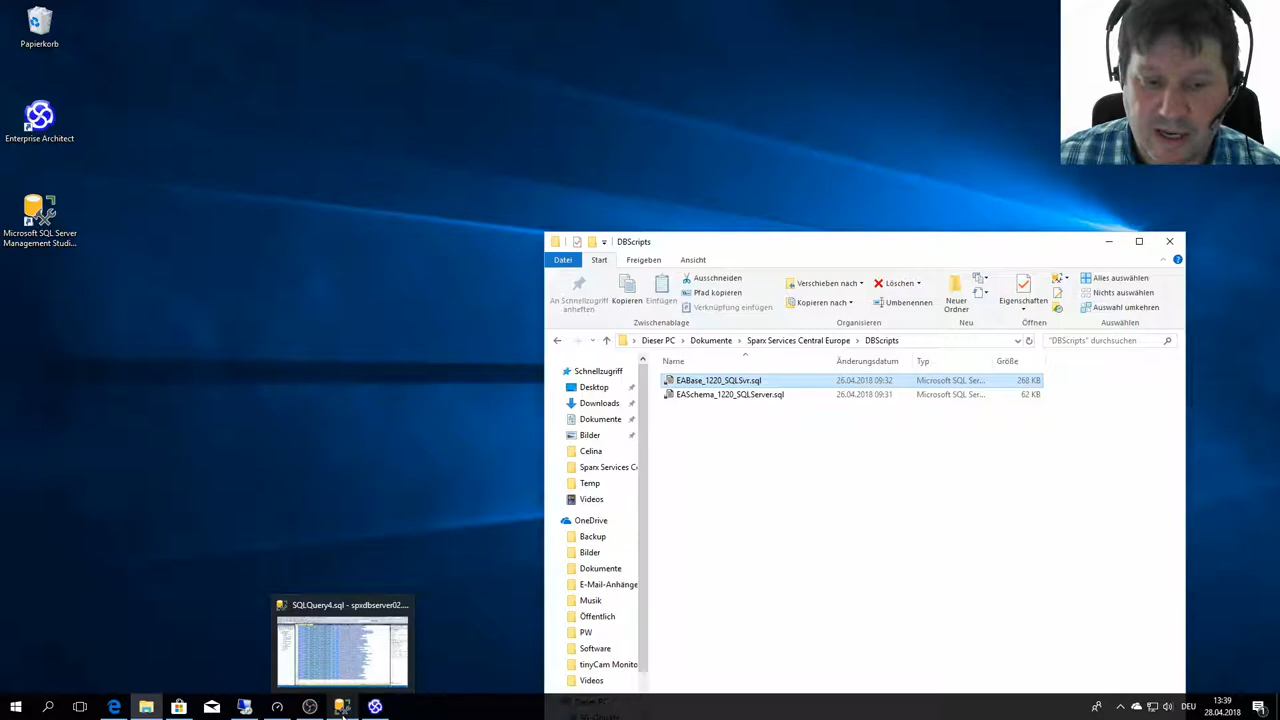 Papierkorb
Enterprise Architect
Microsoft SQL Server
Management Studi...
DBScripts
Datei Start Freigeben Ansicht
An Schnellzugriff
anheften
Kopieren
Einfügen
Ausschneiden
Pfad kopieren
Verknüpfung einfügen
Zwischenablage
Verschieben nach
Kopieren nach
Löschen
Umbenennen
Organisieren
Neuer
Ordner
Neu
Eigenschaften
Öffnen
Alles auswählen
Nichts auswählen
Auswahl umkehren
Auswählen
Dieser PC > Dokumente > Sparx Services Central Europe > DBScripts
"DBScripts" durchsuchen
Name Änderungsdatum Typ Größe
EABase_1220_SQLSvr.sql 26.04.2018 09:32 Microsoft SQL Ser... 268 KB
EASchema_1220_SQLServer.sql 26.04.2018 09:31 Microsoft SQL Ser... 62 KB
Schnellzugriff
Desktop
Downloads
Dokumente
Bilder
Celina
Sparx Services Ce
Temp
Videos
OneDrive
Backup
Bilder
Dokumente
E-Mail-Anhänge
Musik
Öffentlich
PW
Software
tinyCam Monito
Videos
Dieser PC
SQLQuery4.sql - spxdbserver02....
DEU
13:39
28.04.2018